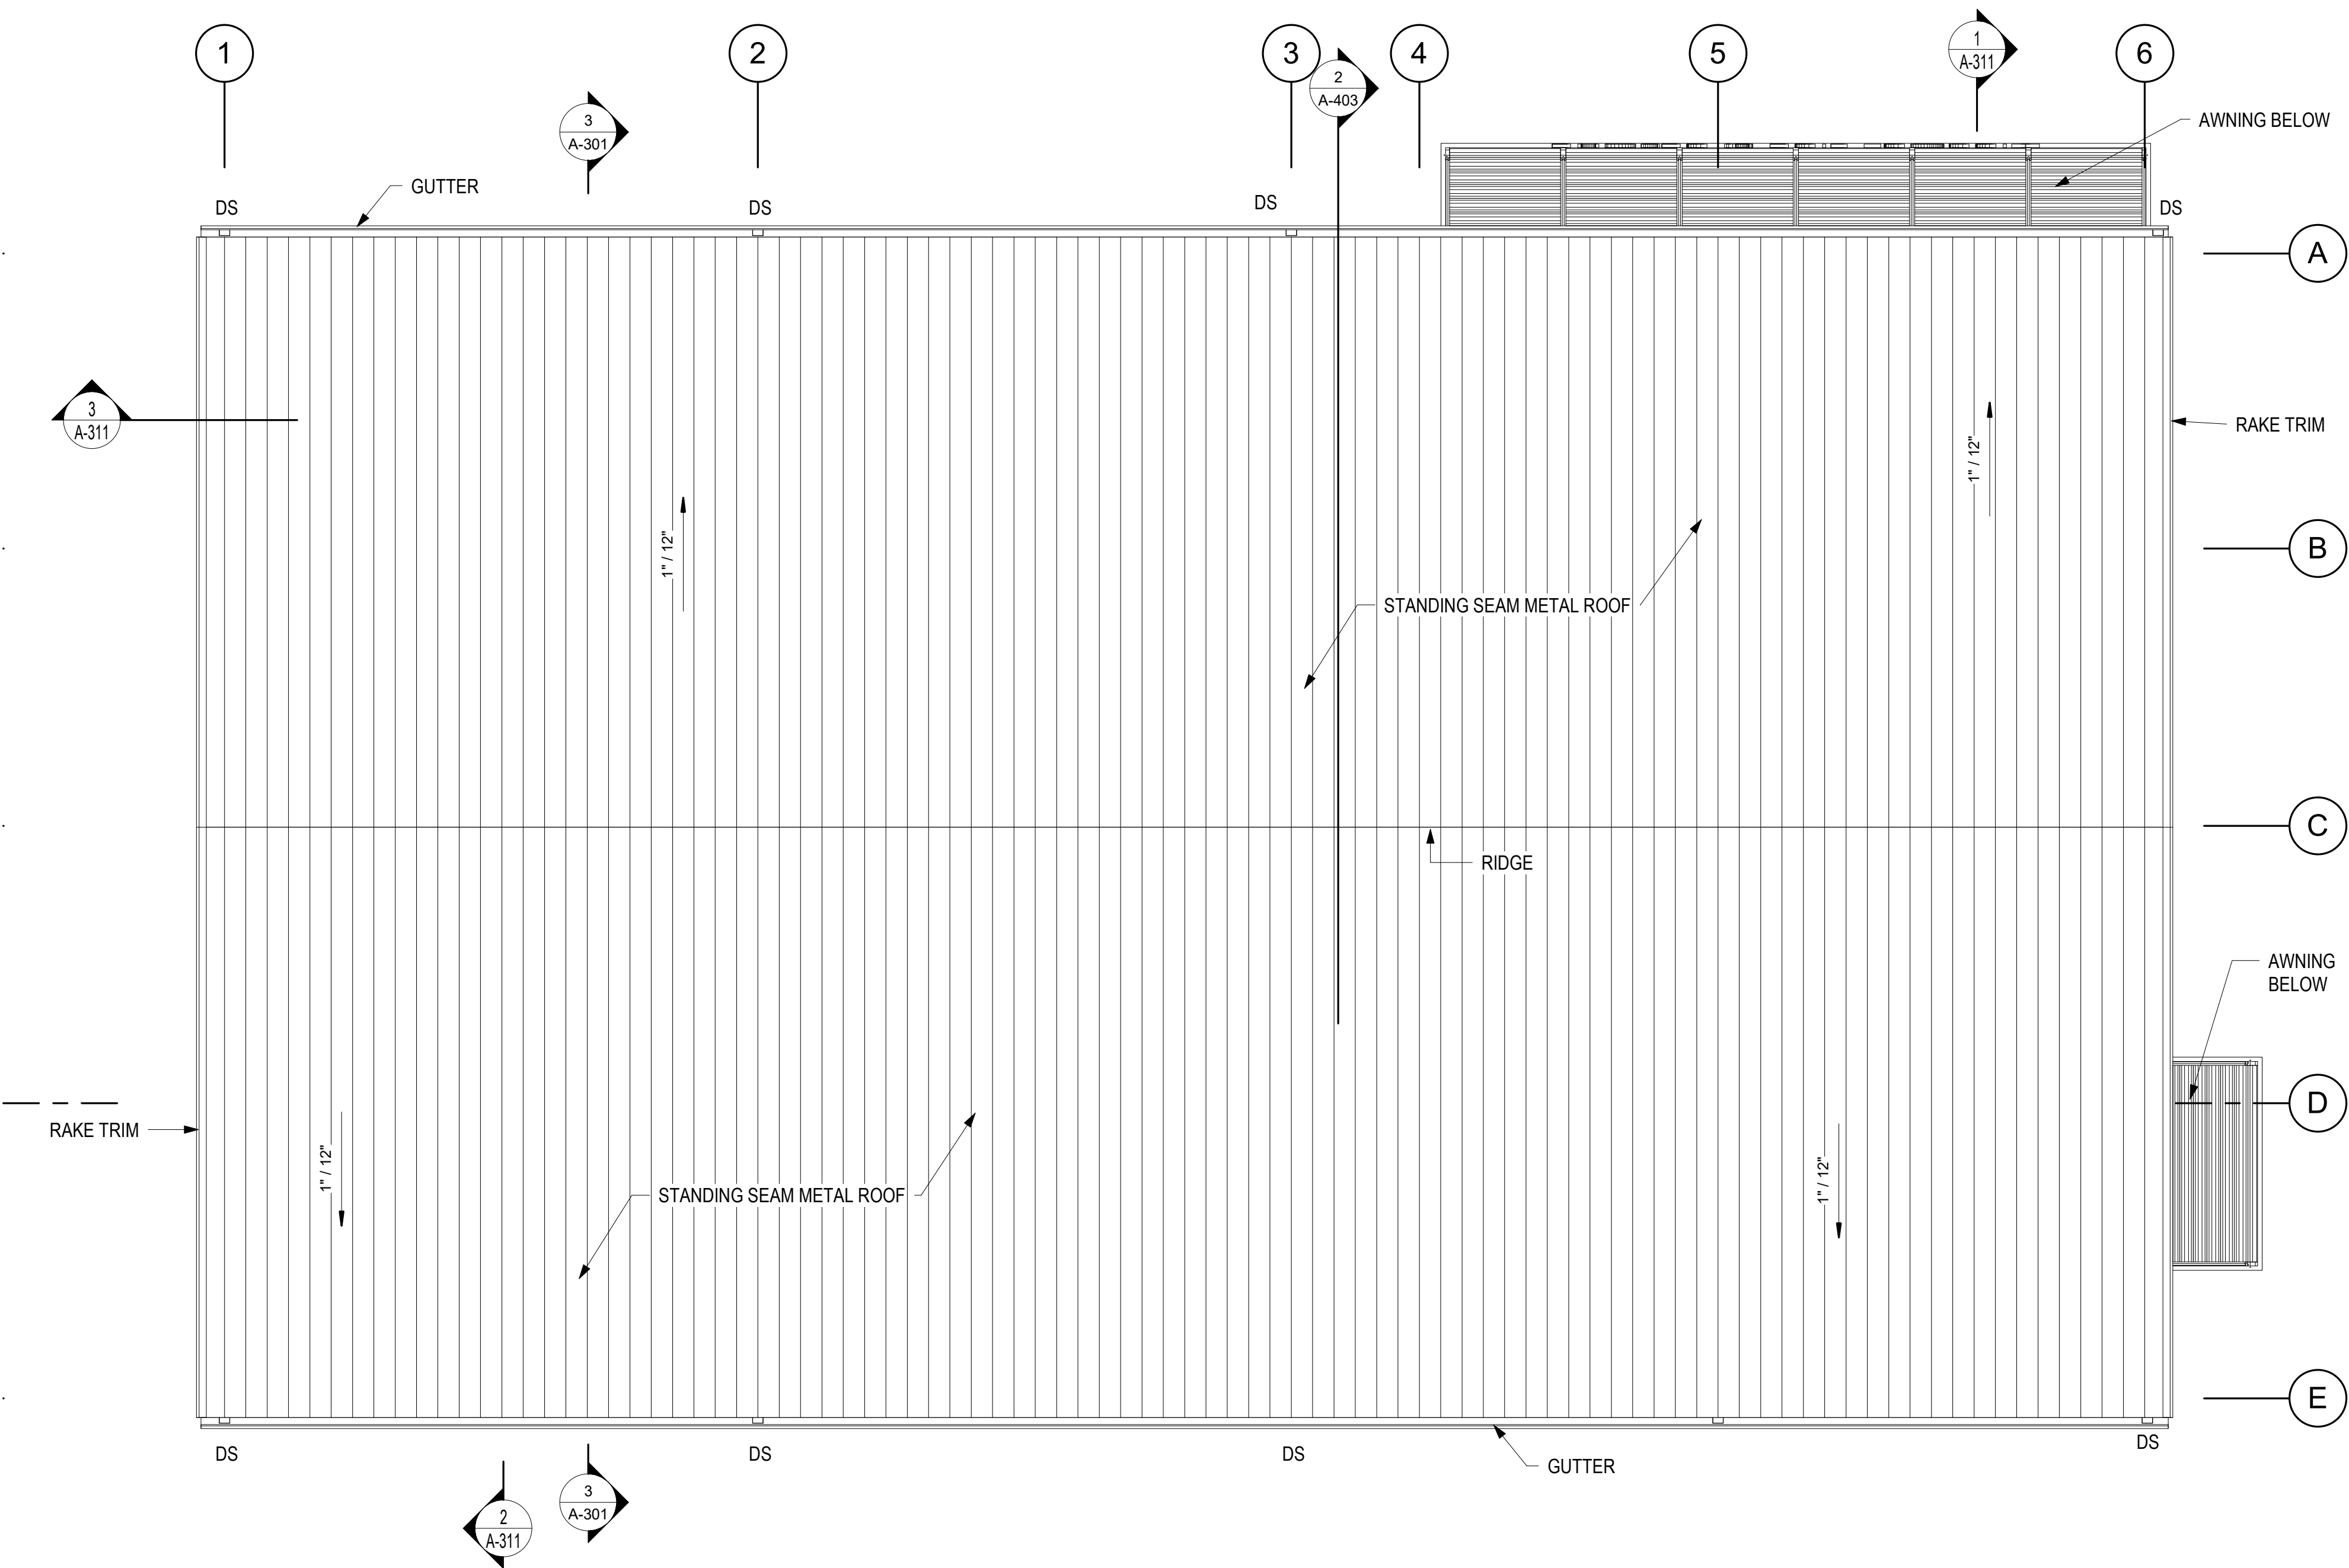 1
2
3
4
5
6
1
A-311
2
A-403
3
A-301
AWNING BELOW
GUTTER
DS
DS
DS
DS
A
3
A-311
RAKE TRIM
1" / 12"
1" / 12"
B
STANDING SEAM METAL ROOF
C
RIDGE
AWNING
BELOW
D
RAKE TRIM
1" / 12"
1" / 12"
STANDING SEAM METAL ROOF
E
DS
DS
DS
DS
GUTTER
3
A-301
2
A-311